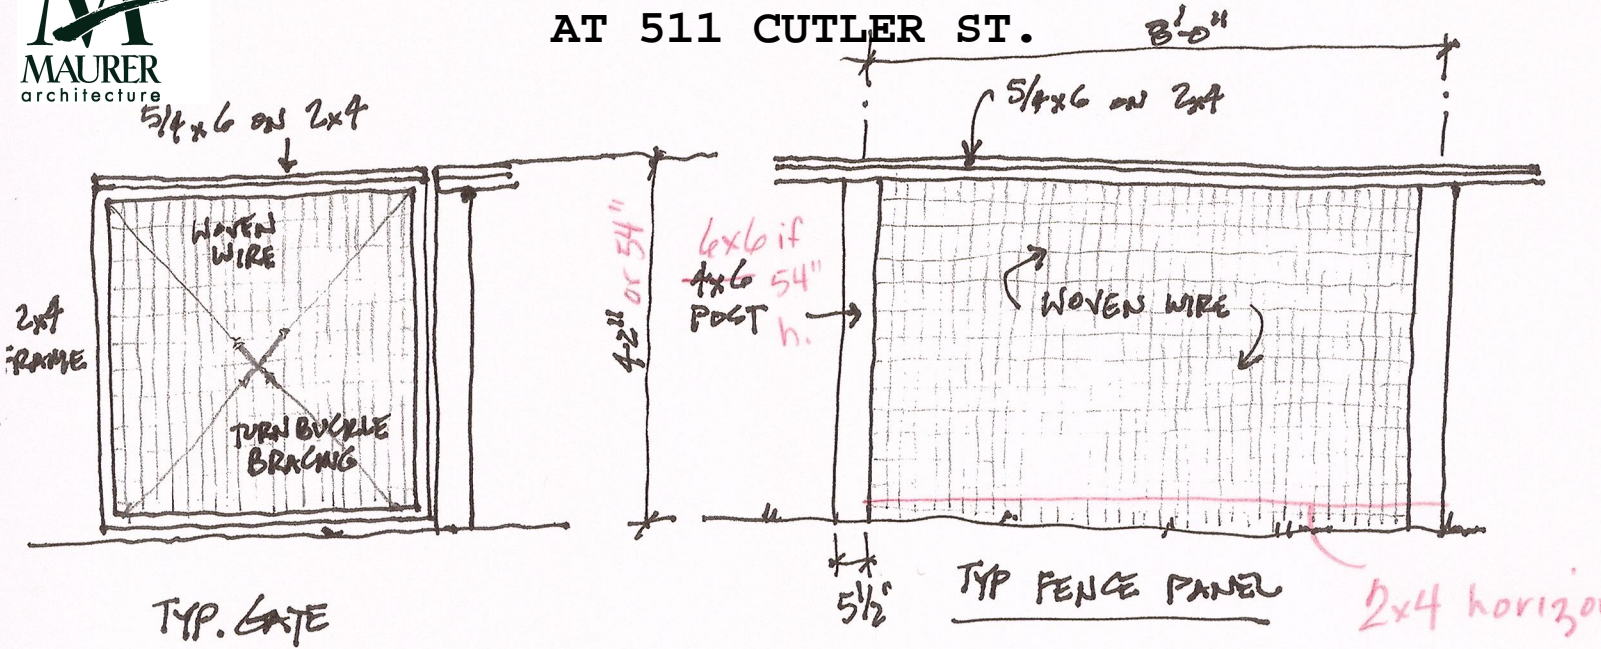 M
MAURER
architecture
AT 511 CUTLER ST.
8'-0"
5/4x6 on 2x4
5/4x6 on 2x4
WOVEN
WIRE
2x4
FRAME
TURNBUCKLE
BRACING
4-2" or 54"
6x6 if
4x6 54"
POST h.
WOVEN WIRE
5½"
TYP. GATE
TYP FENCE PANEL
2x4 horizo